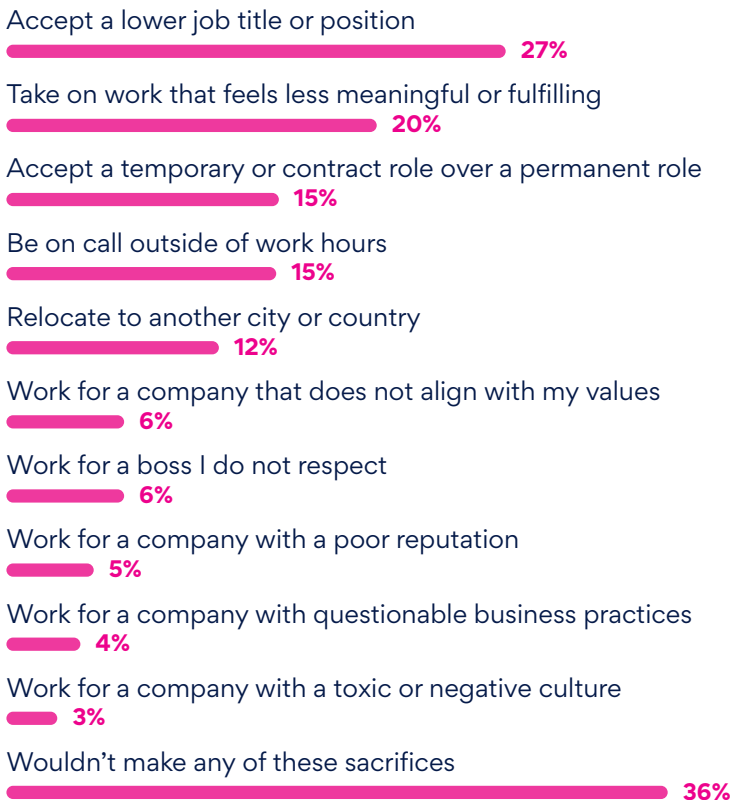 Accept a lower job title or position
27%
Take on work that feels less meaningful or fulfilling
20%
Accept a temporary or contract role over a permanent role
15%
Be on call outside of work hours
15%
Relocate to another city or country
12%
Work for a company that does not align with my values
6%
Work for a boss I do not respect
6%
Work for a company with a poor reputation
5%
Work for a company with questionable business practices
4%
Work for a company with a toxic or negative culture
3%
Wouldn’t make any of these sacrifices
36%